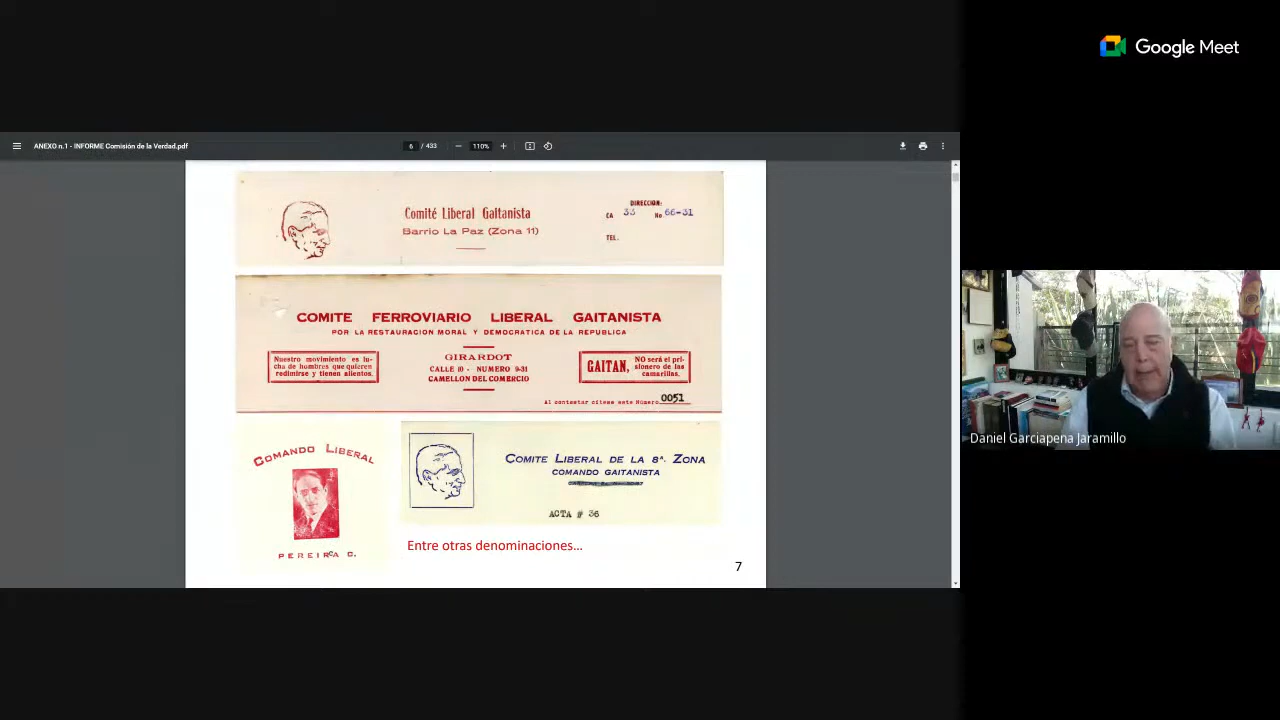 Google Meet
ANEXO n.1 - INFORME Comisión de la Verdad.pdf
6 / 433
110%
Comité Liberal Gaitanista
Barrio La Paz (Zona 11)
DIRECCION:
CA 33 No 66-31
TEL.
COMITE FERROVIARIO LIBERAL GAITANISTA
POR LA RESTAURACION MORAL Y DEMOCRATICA DE LA REPUBLICA
Nuestro movimiento es lu-
cha de hombres que quieren
redimirse y tienen alientos.
GIRARDOT
CALLE 10 - NUMERO 9-31
CAMELLON DEL COMERCIO
GAITAN, NO será el pri-
sionero de las
camarillas.
Al contestar cítese este Número 0051
COMANDO LIBERAL
PEREIRA C.
COMITE LIBERAL DE LA 8ª. ZONA
COMANDO GAITANISTA
ACTA # 36
Entre otras denominaciones...
7
Daniel Garciapena Jaramillo